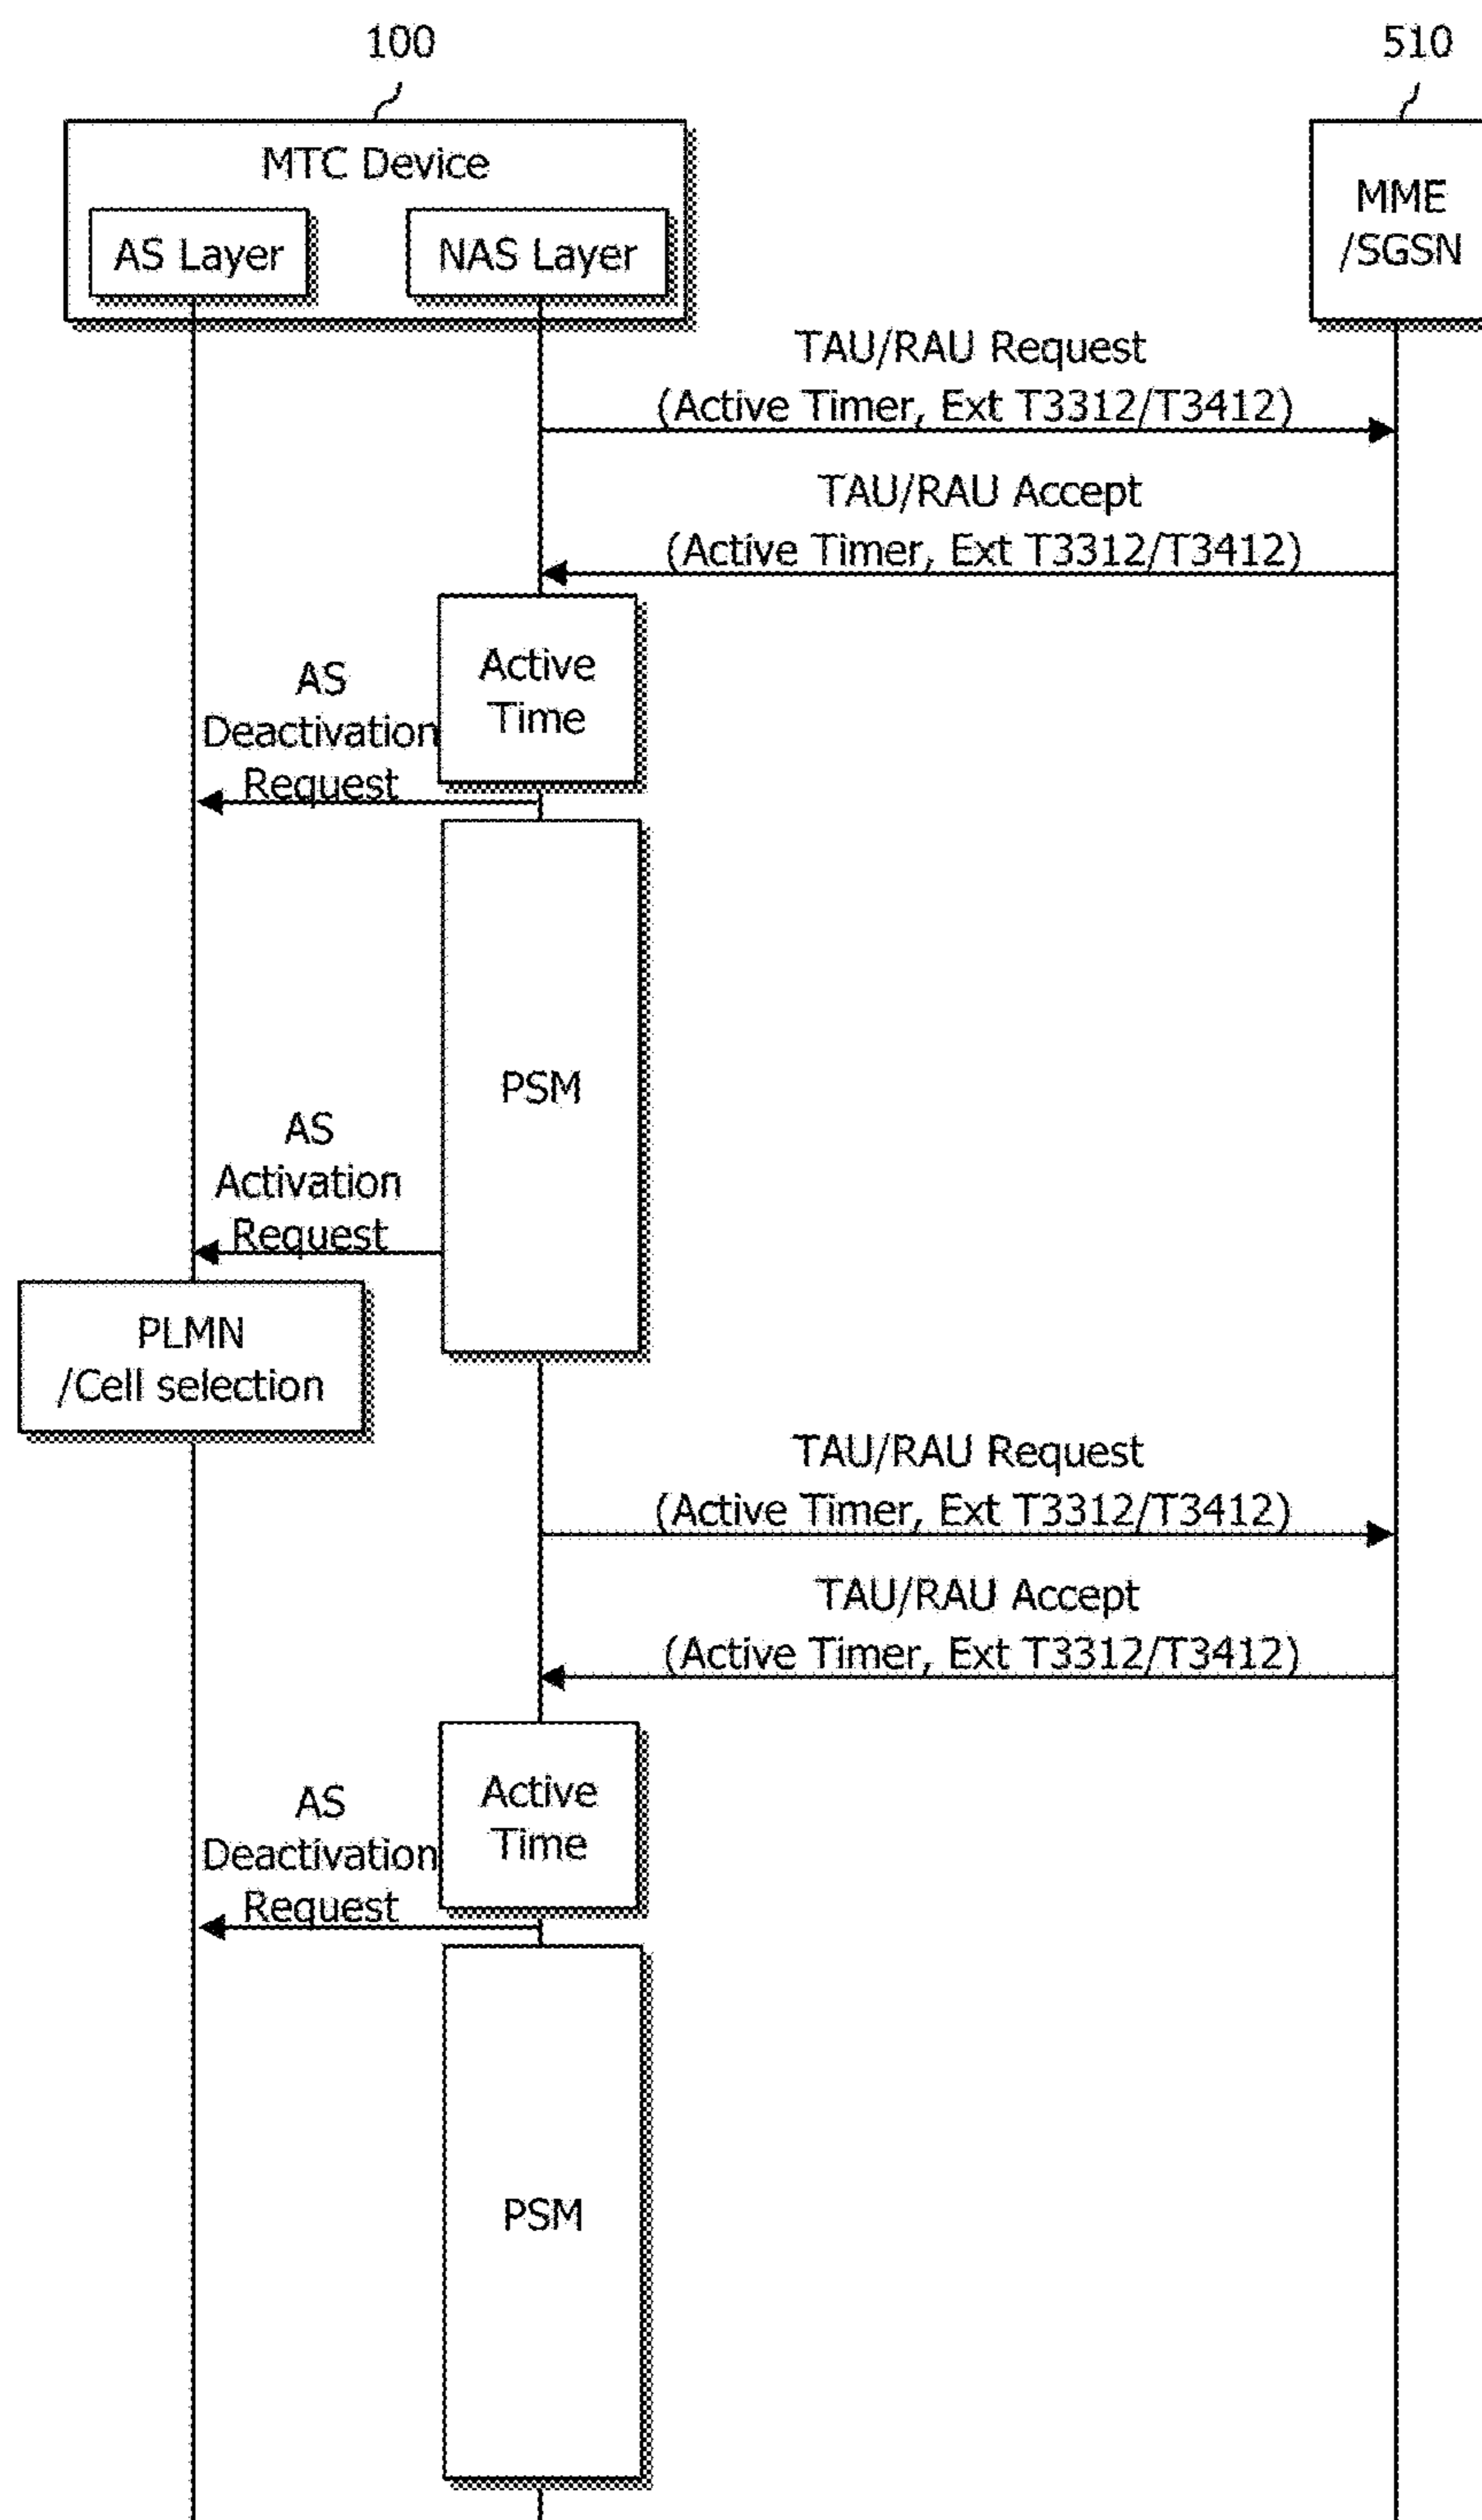 100
510
MTC Device
MME
/SGSN
AS Layer
NAS Layer
TAU/RAU Request
(Active Timer, Ext T3312/T3412)
TAU/RAU Accept
(Active Timer, Ext T3312/T3412)
Active
Time
AS
Deactivation
Request
PSM
AS
Activation
Request
PLMN
/Cell selection
TAU/RAU Request
(Active Timer, Ext T3312/T3412)
TAU/RAU Accept
(Active Timer, Ext T3312/T3412)
Active
Time
AS
Deactivation
Request
PSM